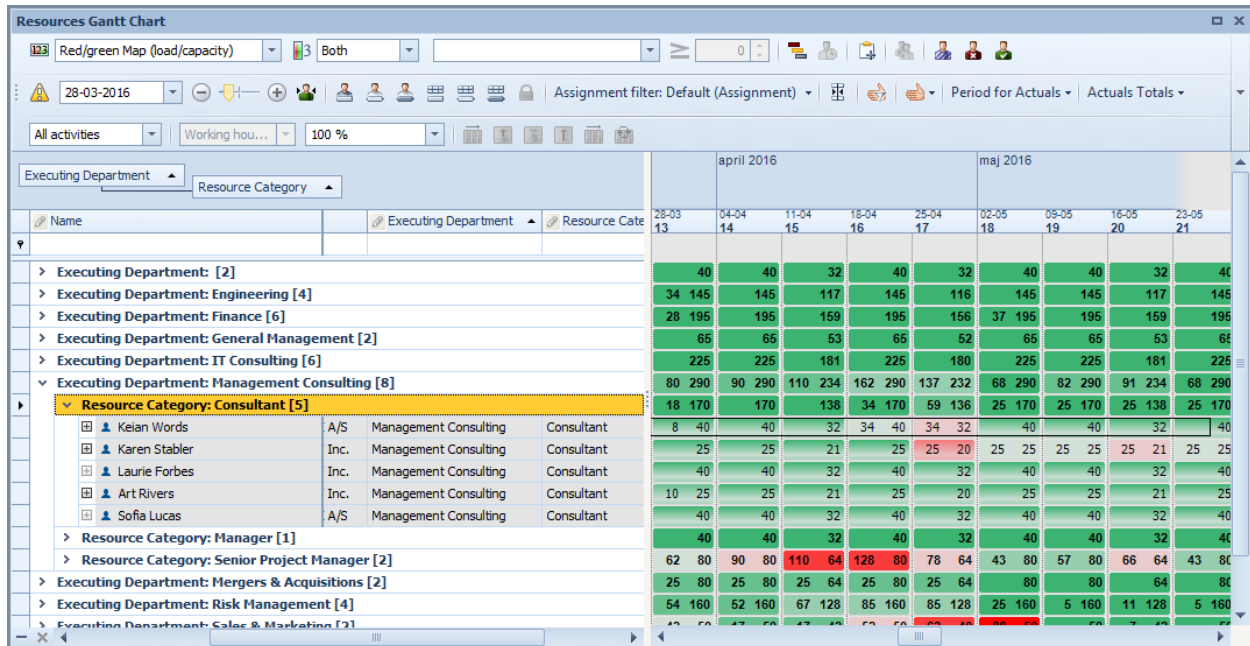 Resources Gantt Chart
123 Red/green Map (load/capacity) 3 Both ≥ 0
28-03-2016 Assignment filter: Default (Assignment) Period for Actuals Actuals Totals
All activities Working hou... 100 %
Executing Department
Resource Category
april 2016 maj 2016
Name Executing Department Resource Cate
28-03 04-04 11-04 18-04 25-04 02-05 09-05 16-05 23-05
13 14 15 16 17 18 19 20 21
Executing Department: [2] 40 40 32 40 32 40 40 32 40
Executing Department: Engineering [4] 34 145 145 117 145 116 145 145 117 145
Executing Department: Finance [6] 28 195 195 159 195 156 37 195 195 159 195
Executing Department: General Management [2] 65 65 53 65 52 65 65 53 65
Executing Department: IT Consulting [6] 225 225 181 225 180 225 225 181 225
Executing Department: Management Consulting [8] 80 290 90 290 110 234 162 290 137 232 68 290 82 290 91 234 68 290
Resource Category: Consultant [5] 18 170 170 138 34 170 59 136 25 170 25 170 25 138 25 170
Keian Words A/S Management Consulting Consultant 8 40 40 32 34 40 34 32 40 40 32 40
Karen Stabler Inc. Management Consulting Consultant 25 25 21 25 25 20 25 25 25 25 25 21 25 25
Laurie Forbes Management Consulting Consultant 40 40 32 40 32 40 40 32 40
Art Rivers Inc. Management Consulting Consultant 10 25 25 21 25 20 25 25 21 25
Sofia Lucas A/S Management Consulting Consultant 40 40 32 40 32 40 40 32 40
Resource Category: Manager [1] 40 40 32 40 32 40 40 32 40
Resource Category: Senior Project Manager [2] 62 80 90 80 110 64 128 80 78 64 43 80 57 80 66 64 43 80
Executing Department: Mergers & Acquisitions [2] 25 80 25 80 25 64 25 80 25 64 80 80 64 80
Executing Department: Risk Management [4] 54 160 52 160 67 128 85 160 85 128 25 160 5 160 11 128 5 160
Executing Department: Sales & Marketing [2]